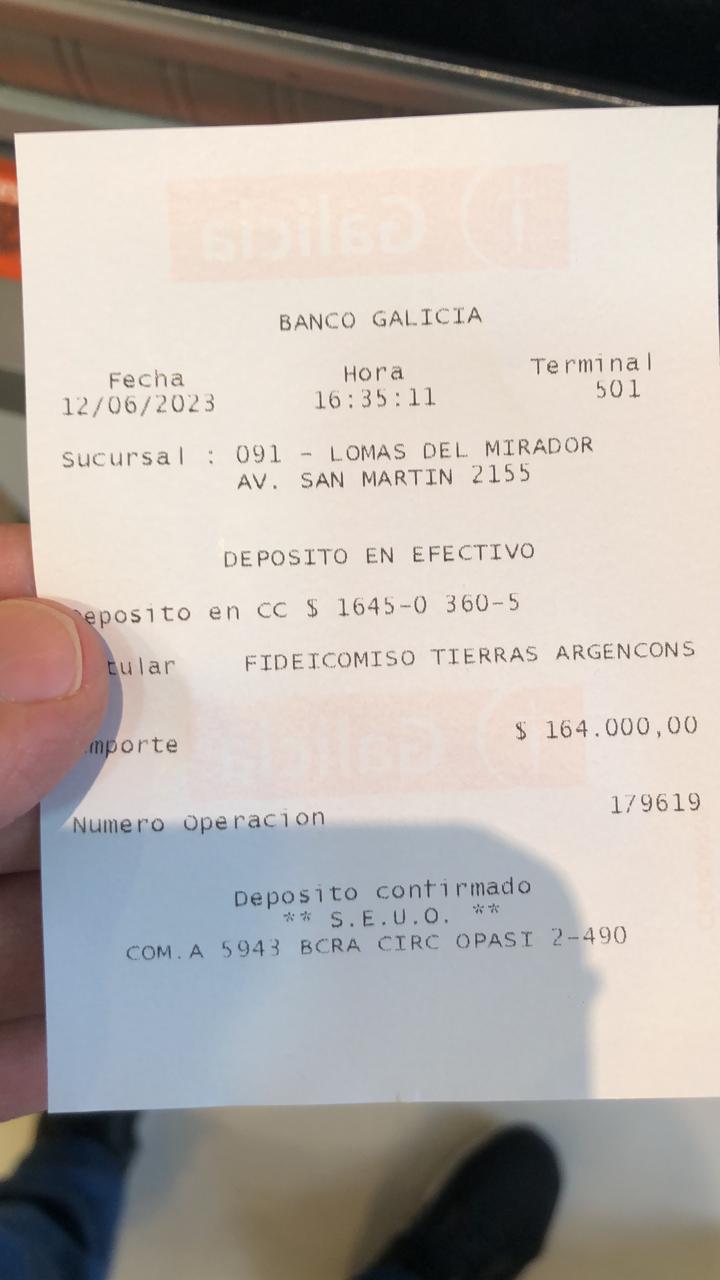 Galicia
BANCO GALICIA
Fecha Hora Terminal
12/06/2023 16:35:11 501
Sucursal : 091 - LOMAS DEL MIRADOR
AV. SAN MARTIN 2155
DEPOSITO EN EFECTIVO
eposito en CC $ 1645-0 360-5
tular FIDEICOMISO TIERRAS ARGENCONS
mporte $ 164.000,00
Galicia
Numero Operacion 179619
Deposito confirmado
** S.E.U.O. **
COM.A 5943 BCRA CIRC OPASI 2-490